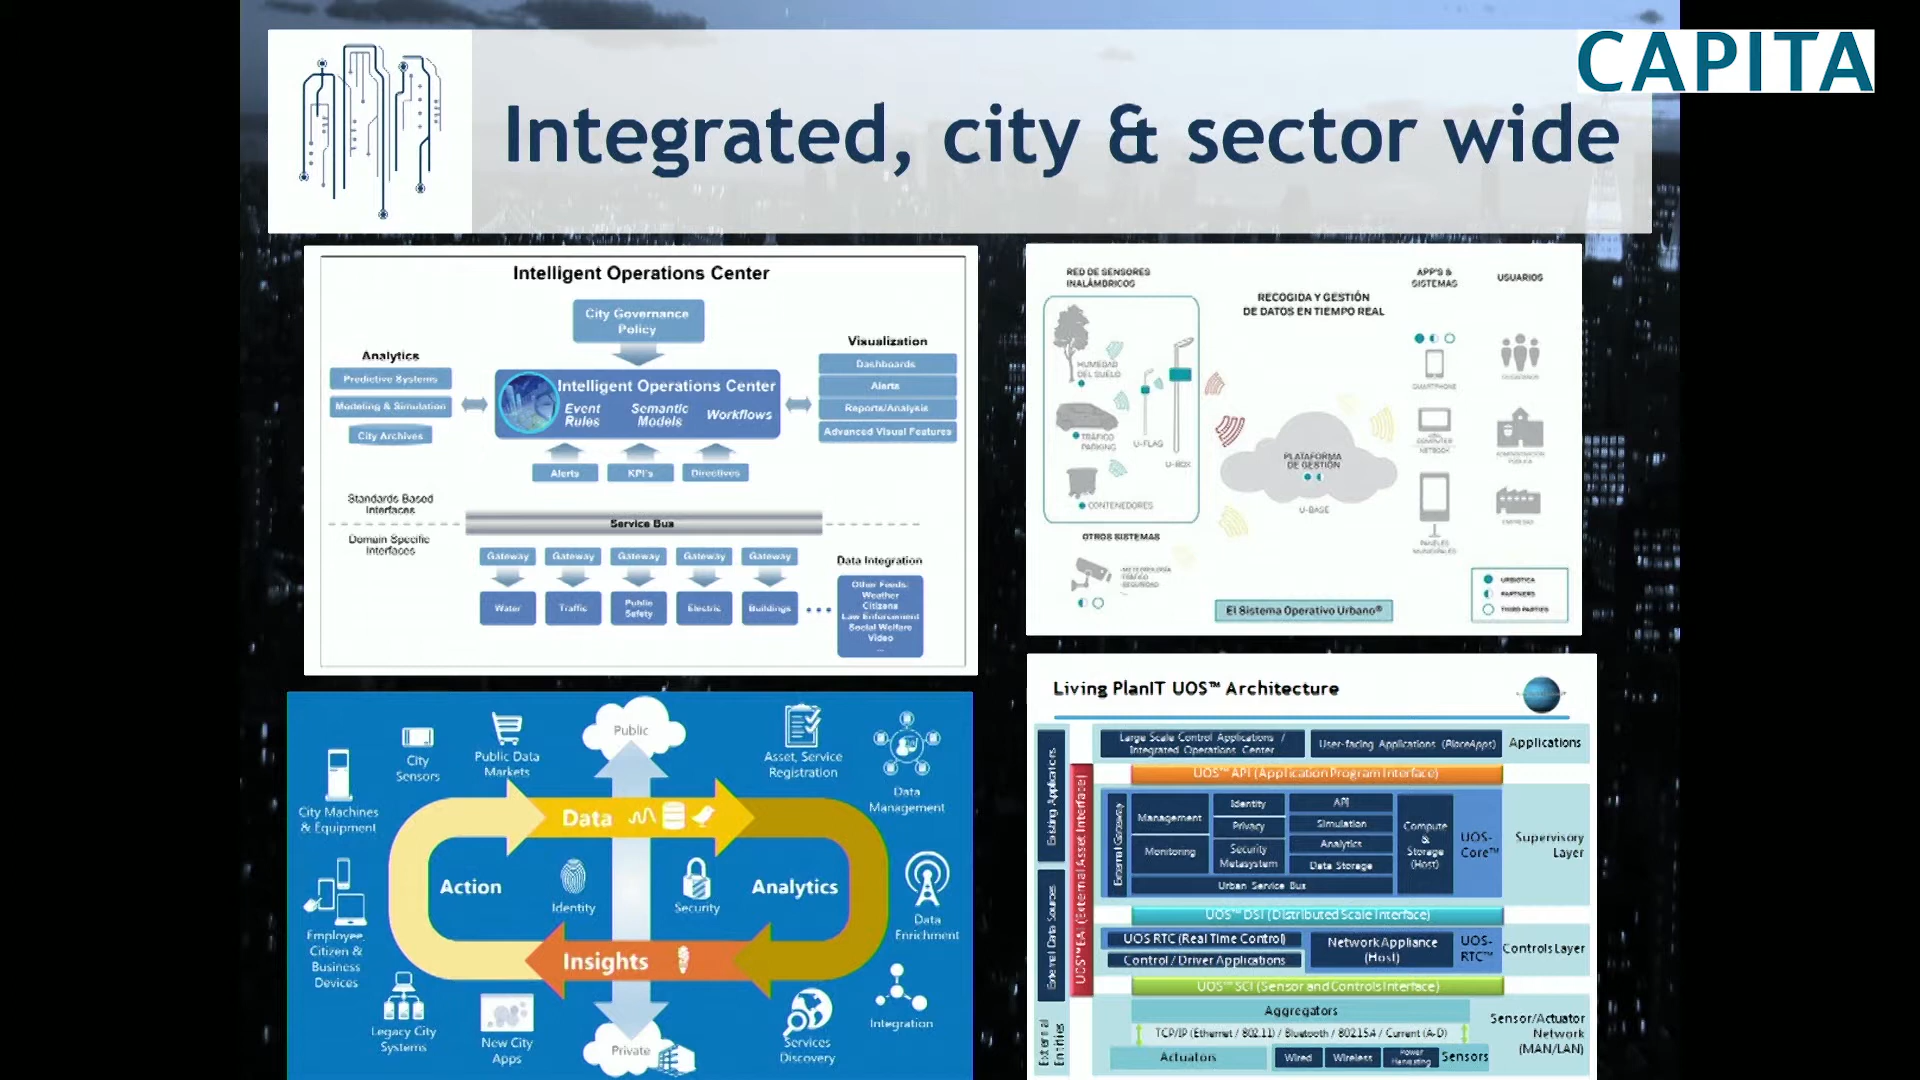 CAPITA
Integrated, city & sector wide
Intelligent Operations Center
City Governance
Policy
Analytics
Predictive Systems
Modeling & Simulation
City Archives
Intelligent Operations Center
Event
Rules
Semantic
Models
Workflows
Visualization
Dashboards
Alerts
Reports/Analysis
Advanced Visual Features
Alerts
KPI's
Directives
Standards Based
Interfaces
Service Bus
Domain Specific
Interfaces
Gateway
Gateway
Gateway
Gateway
Gateway
Water
Traffic
Public
Safety
Electric
Buildings
Data Integration
Other Feeds:
Weather
Citizens
Law Enforcement
Social Welfare
Video
...
RED DE SENSORES
INALÁMBRICOS
RECOGIDA Y GESTIÓN
DE DATOS EN TIEMPO REAL
APP'S &
SISTEMAS
USUARIOS
HUMEDAD
DEL SUELO
TRÁFICO
PARKING
CONTENEDORES
U-FLAG
U-BOX
PLATAFORMA
DE GESTIÓN
U-BASE
SMARTPHONE
COMPUTER
NETBOOK
PANELES
MUNICIPALES
CIUDADANOS
ADMINISTRACIÓN
PÚBLICA
EMPRESAS
OTROS SISTEMAS
-METEOROLOGÍA
-TRÁFICO
-SEGURIDAD
El Sistema Operativo Urbano®
URBIOTICA
PARTNERS
THIRD PARTIES
Public
City Machines
& Equipment
City
Sensors
Public Data
Markets
Asset, Service
Registration
Data
Management
Data
Action
Identity
Security
Analytics
Insights
Employee,
Citizen &
Business
Devices
Data
Enrichment
Legacy City
Systems
New City
Apps
Private
Services
Discovery
Integration
Living PlanIT UOS™ Architecture
Existing Applications
External Data Sources
External
Entities
UOS™ EAI (External Asset Interface)
Large Scale Control Applications /
Integrated Operations Center
User-facing Applications (PlaceApps)
Applications
UOS™ API (Application Program Interface)
External Gateway
Management
Monitoring
Identity
Privacy
Security
Metasystem
API
Simulation
Analytics
Data Storage
Compute
&
Storage
(Host)
Urban Service Bus
UOS-
Core™
Supervisory
Layer
UOS™ DSI (Distributed Scale Interface)
UOS RTC (Real Time Control)
Control / Driver Applications
Network Appliance
(Host)
UOS-
RTC™
Controls Layer
UOS™ SCI (Sensor and Controls Interface)
Aggregators
TCP/IP (Ethernet / 802.11) / Bluetooth / 802.15.4 / Current (A-D)
Actuators
Wired
Wireless
Power
Harvesting
Sensors
Sensor/Actuator
Network
(MAN/LAN)